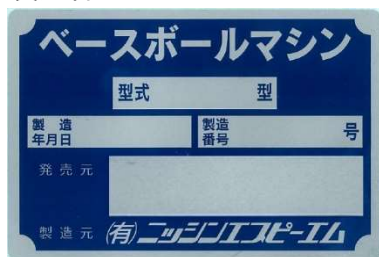 ベースボールマシン
型式 型
製造年月日 製造番号 号
発売元
製造元 (有)ニッシンエスピーエム